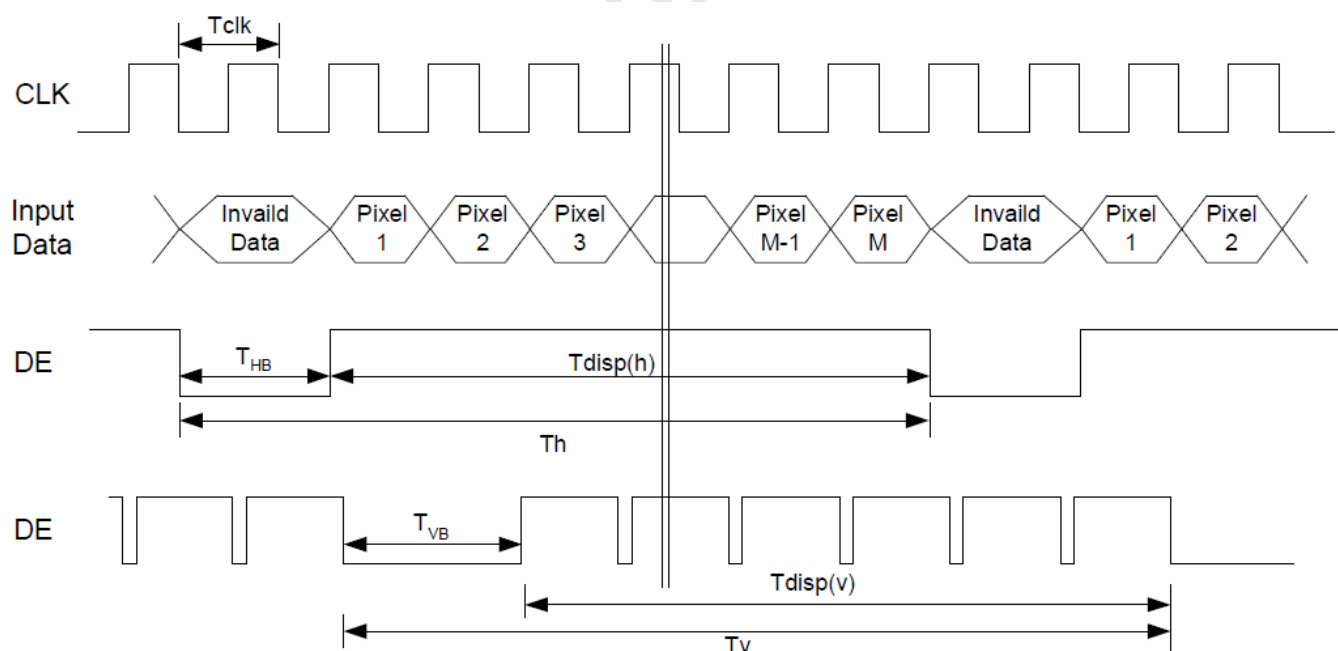 Tclk
CLK
Input
Data
Invaild
Data
Pixel
1
Pixel
2
Pixel
3
Pixel
M-1
Pixel
M
Invaild
Data
Pixel
1
Pixel
2
DE
THB
Tdisp(h)
Th
DE
TVB
Tdisp(v)
Tv